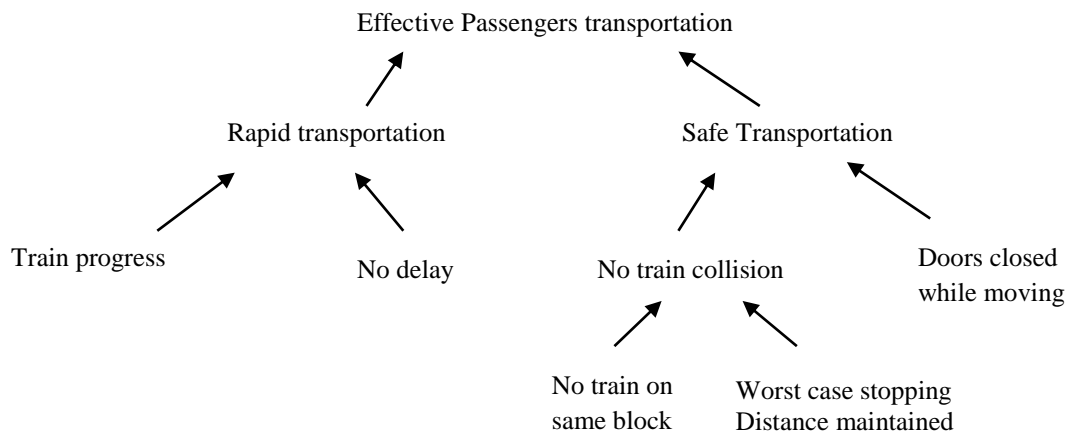 Effective Passengers transportation
Rapid transportation
Safe Transportation
Train progress
No delay
No train collision
Doors closed
while moving
No train on
same block
Worst case stopping
Distance maintained